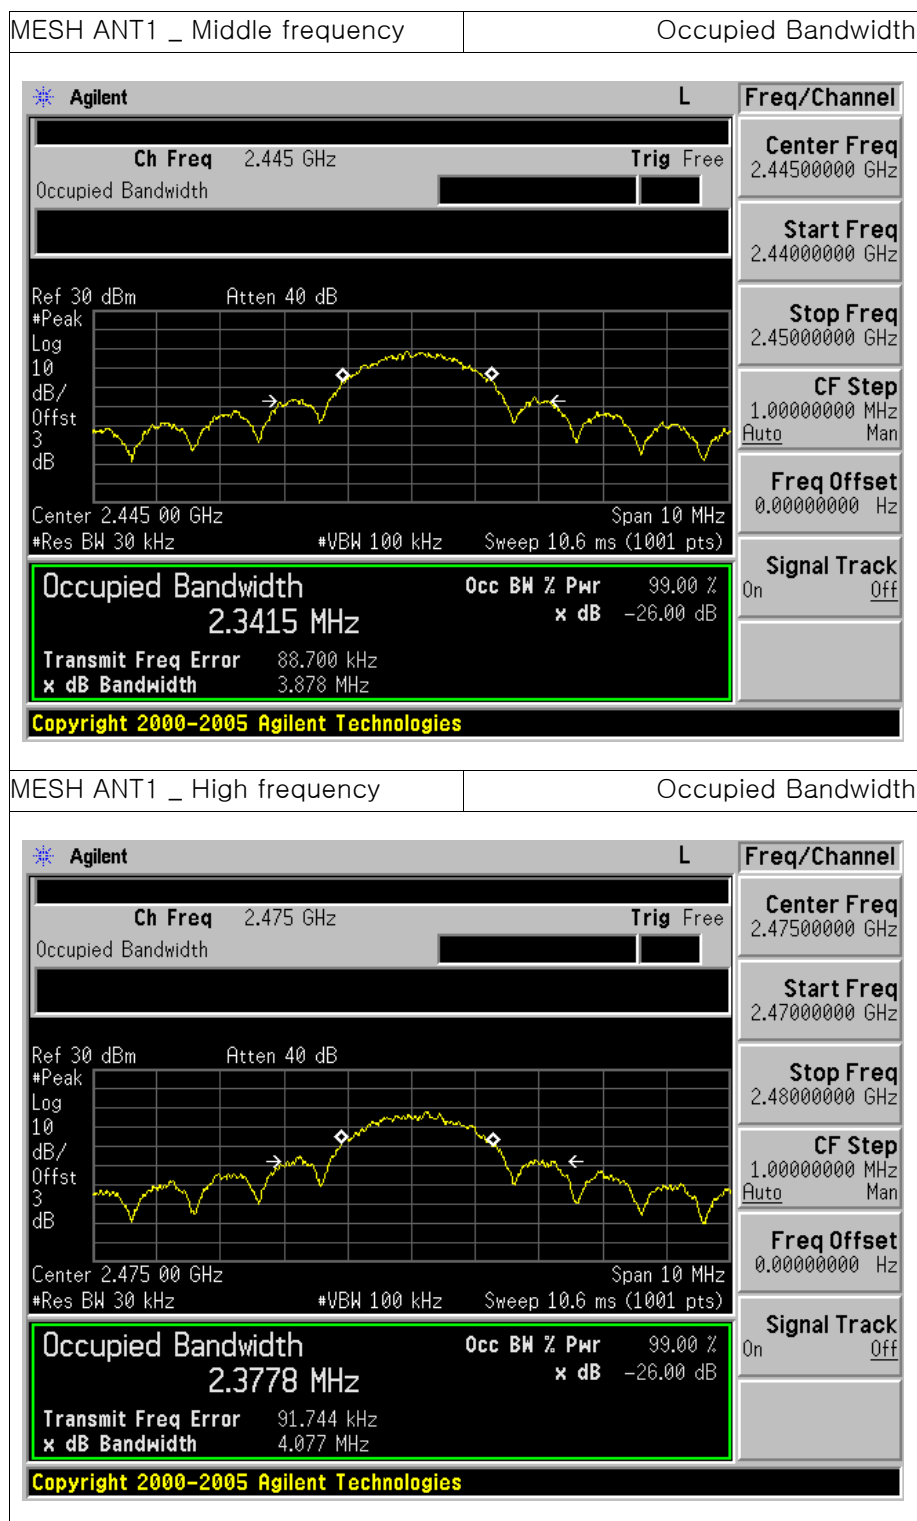 MESH ANT1 _ Middle frequency Occupied Bandwidth
Agilent L Freq/Channel
Ch Freq 2.445 GHz Trig Free
Occupied Bandwidth
Center Freq
2.44500000 GHz
Start Freq
2.44000000 GHz
Stop Freq
2.45000000 GHz
CF Step
1.00000000 MHz
Auto Man
Freq Offset
0.00000000 Hz
Signal Track
On Off
Ref 30 dBm Atten 40 dB
#Peak
Log
10
dB/
Offst
3
dB
Center 2.445 00 GHz Span 10 MHz
#Res BW 30 kHz #VBW 100 kHz Sweep 10.6 ms (1001 pts)
Occupied Bandwidth Occ BW % Pwr 99.00 %
2.3415 MHz x dB -26.00 dB
Transmit Freq Error 88.700 kHz
x dB Bandwidth 3.878 MHz
Copyright 2000-2005 Agilent Technologies
MESH ANT1 _ High frequency Occupied Bandwidth
Agilent L Freq/Channel
Ch Freq 2.475 GHz Trig Free
Occupied Bandwidth
Center Freq
2.47500000 GHz
Start Freq
2.47000000 GHz
Stop Freq
2.48000000 GHz
CF Step
1.00000000 MHz
Auto Man
Freq Offset
0.00000000 Hz
Signal Track
On Off
Ref 30 dBm Atten 40 dB
#Peak
Log
10
dB/
Offst
3
dB
Center 2.475 00 GHz Span 10 MHz
#Res BW 30 kHz #VBW 100 kHz Sweep 10.6 ms (1001 pts)
Occupied Bandwidth Occ BW % Pwr 99.00 %
2.3778 MHz x dB -26.00 dB
Transmit Freq Error 91.744 kHz
x dB Bandwidth 4.077 MHz
Copyright 2000-2005 Agilent Technologies